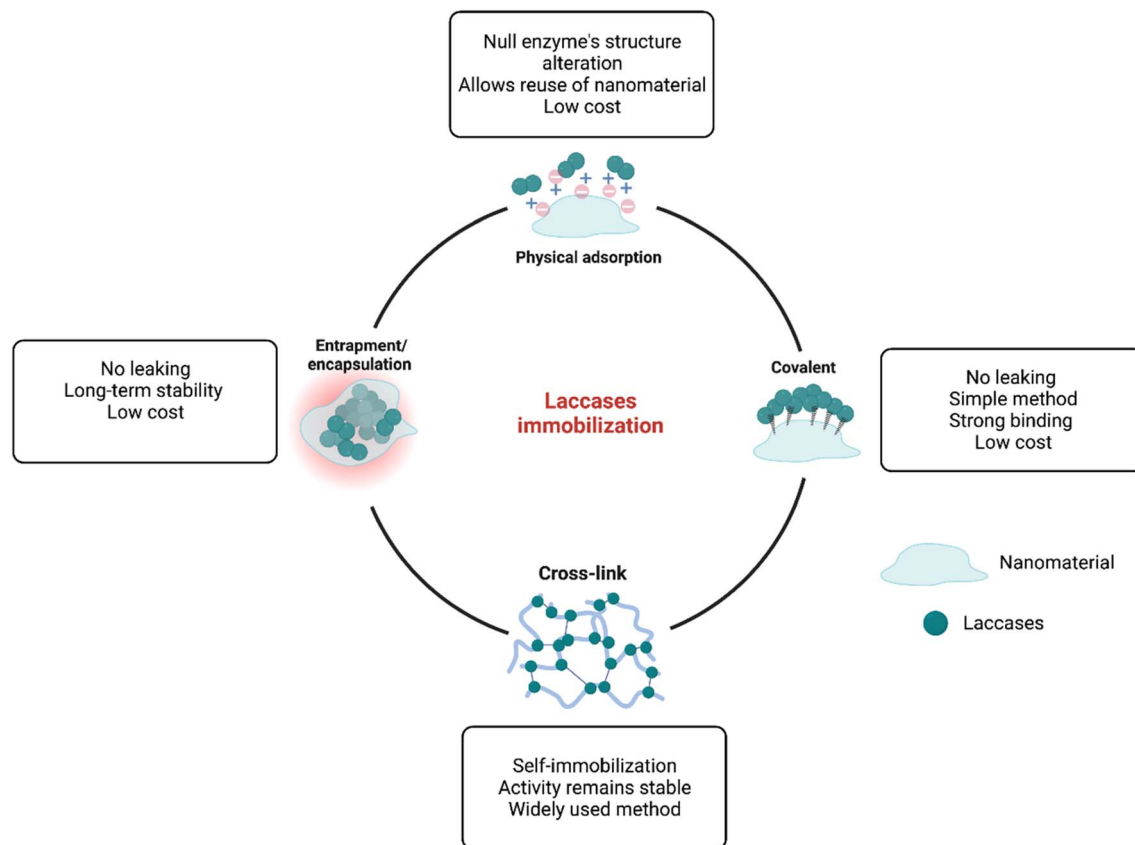 Null enzyme's structure
alteration
Allows reuse of nanomaterial
Low cost
Physical adsorption
Entrapment/
encapsulation
No leaking
Long-term stability
Low cost
Laccases
immobilization
Covalent
No leaking
Simple method
Strong binding
Low cost
Nanomaterial
Laccases
Cross-link
Self-immobilization
Activity remains stable
Widely used method